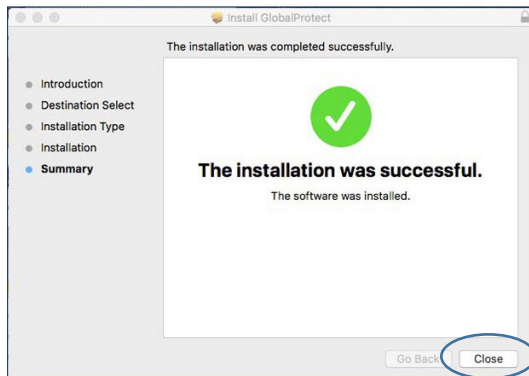 Install GlobalProtect
The installation was completed successfully.
Introduction
Destination Select
Installation Type
Installation
Summary
The installation was successful.
The software was installed.
Go Back
Close